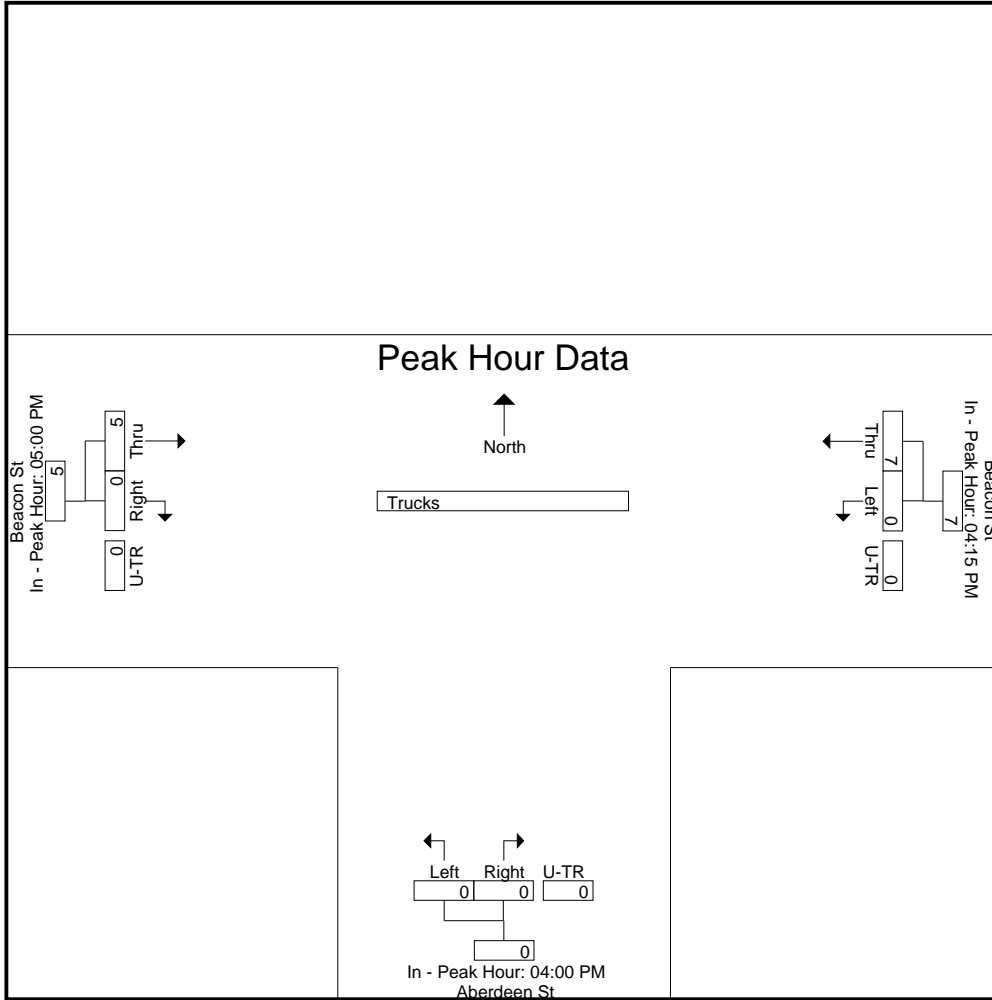 Peak Hour Data
North
Trucks
Beacon St
In - Peak Hour: 05:00 PM
5
5
0
0
Thru
Right
U-TR
Beacon St
In - Peak Hour: 04:15 PM
7
7
0
0
Thru
Left
U-TR
Left Right U-TR
0 0 0
0
In - Peak Hour: 04:00 PM
Aberdeen St